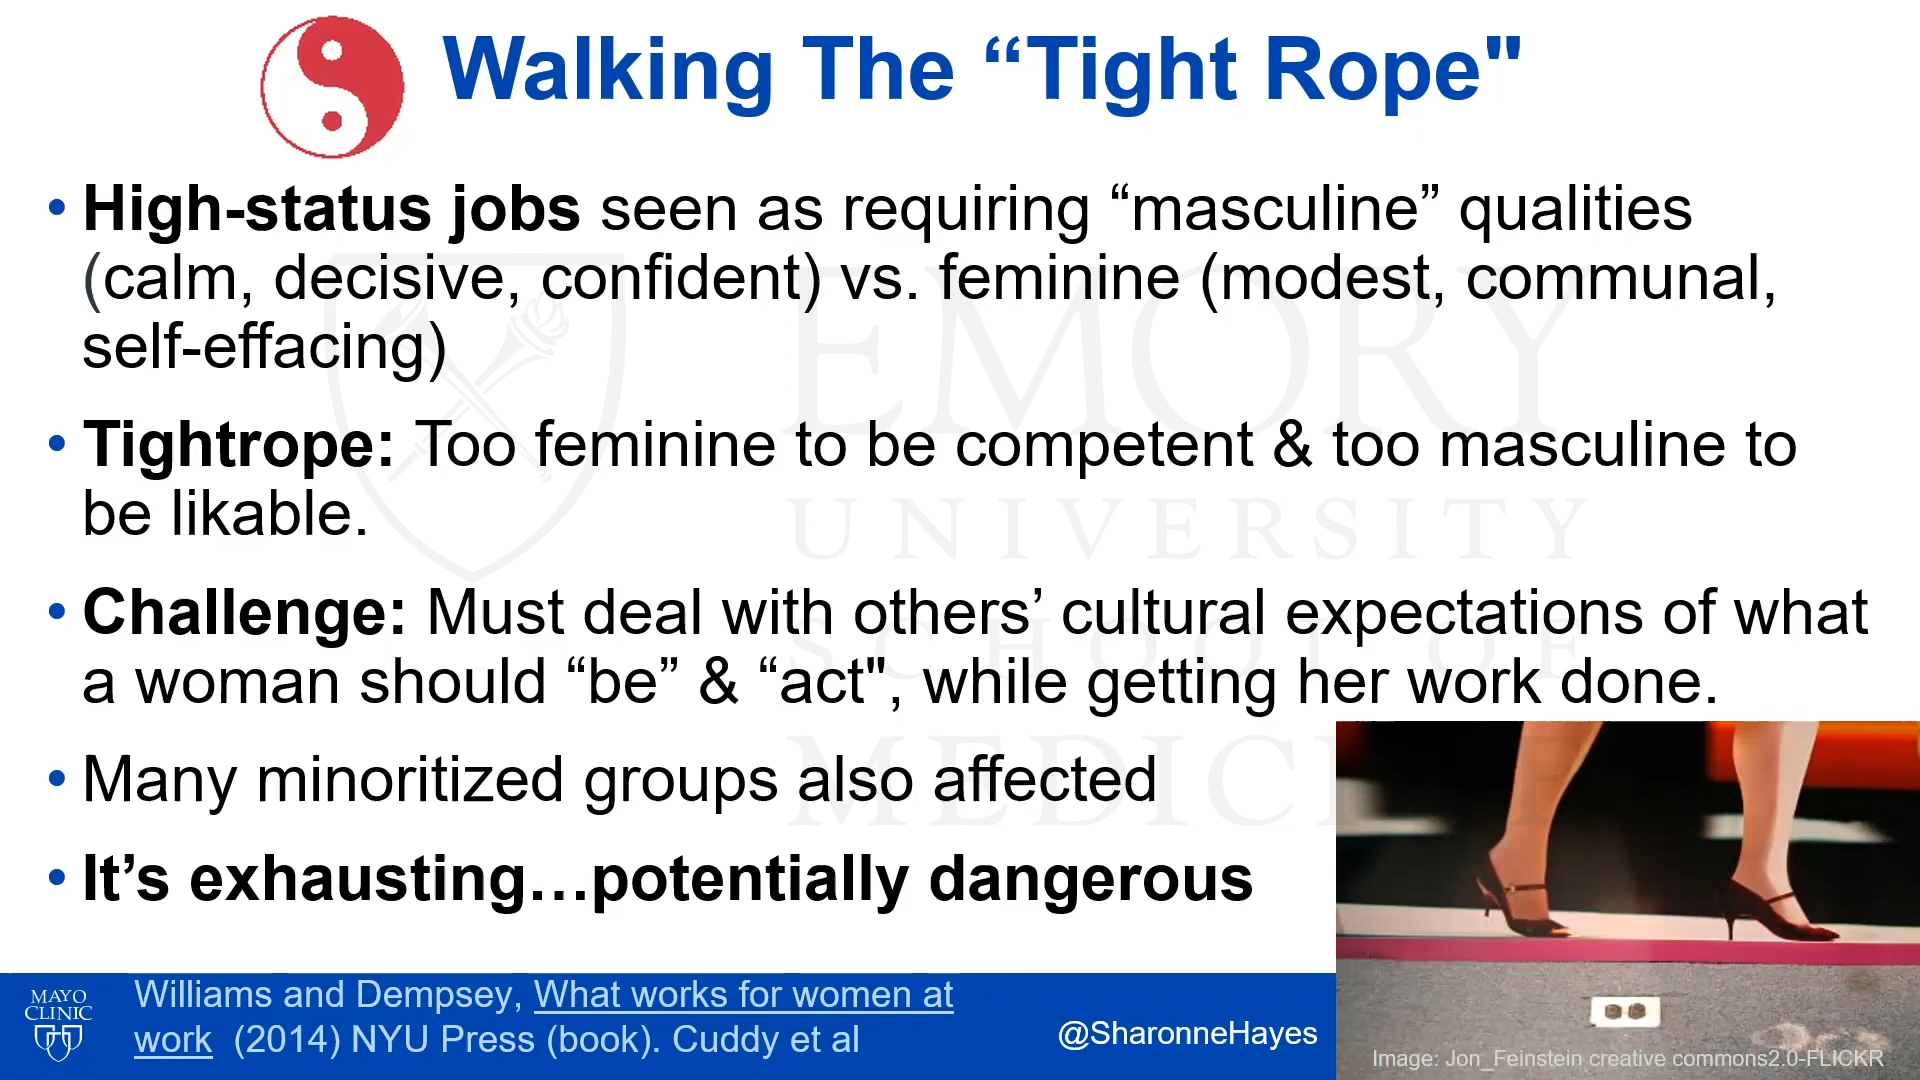 Walking The “Tight Rope"
• High-status jobs seen as requiring “masculine” qualities
(calm, decisive, confident) vs. feminine (modest, communal,
self-effacing)
• Tightrope: Too feminine to be competent & too masculine to
be likable.
• Challenge: Must deal with others’ cultural expectations of what
a woman should “be” & “act", while getting her work done.
• Many minoritized groups also affected
• It’s exhausting…potentially dangerous
EMORY
UNIVERSITY
SCHOOL OF
MEDICINE
MAYO
CLINIC
Williams and Dempsey, What works for women at
work (2014) NYU Press (book). Cuddy et al
@SharonneHayes
Image: Jon_Feinstein creative commons2.0-FLICKR